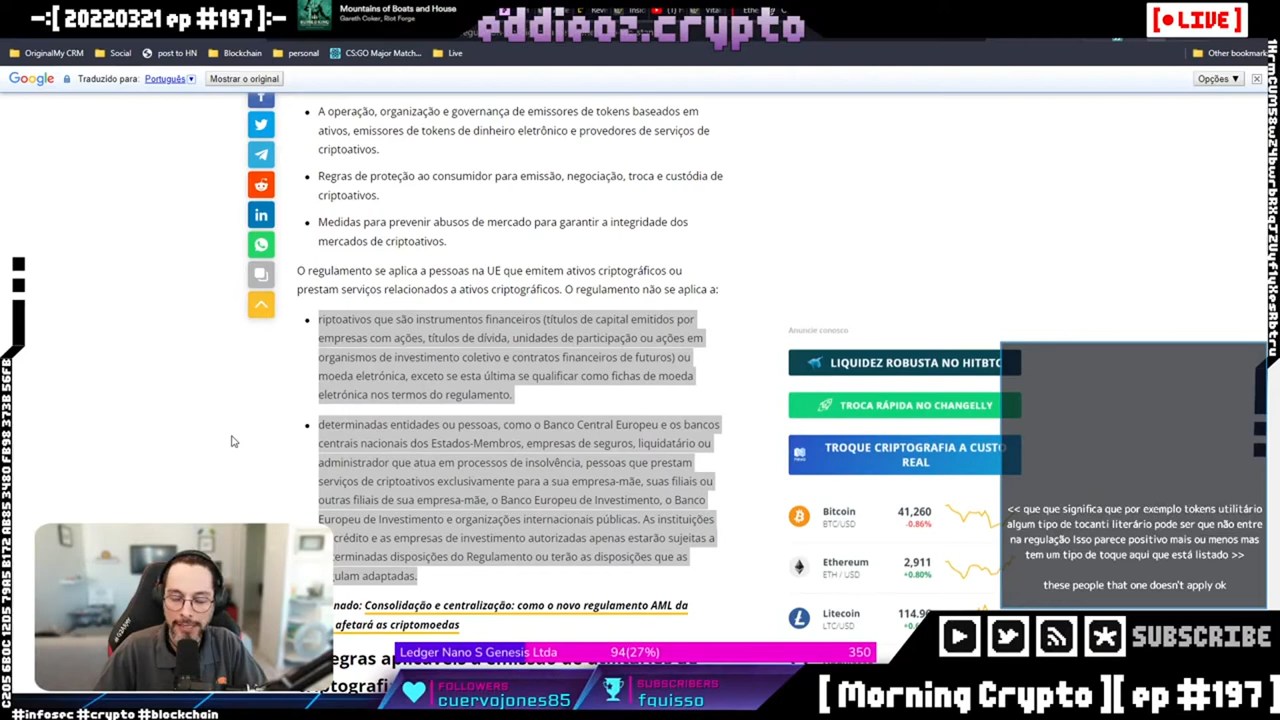 -:[ 20220321 ep #197]:-
Mountains of Boats and House
Gareth Coker, Riot Forge
eddieoz.crypto
[● LIVE]
OriginalMy CRM
Social
post to HN
Blockchain
personal
CS:GO Major Match...
Live
Other bookmark
Google
Traduzido para:
Português
Mostrar o original
Opções ▼
A operação, organização e governança de emissores de tokens baseados em
ativos, emissores de tokens de dinheiro eletrônico e provedores de serviços de
criptoativos.
Regras de proteção ao consumidor para emissão, negociação, troca e custódia de
criptoativos.
Medidas para prevenir abusos de mercado para garantir a integridade dos
mercados de criptoativos.
O regulamento se aplica a pessoas na UE que emitem ativos criptográficos ou
prestam serviços relacionados a ativos criptográficos. O regulamento não se aplica a:
riptoativos que são instrumentos financeiros (títulos de capital emitidos por
empresas com ações, títulos de dívida, unidades de participação ou ações em
organismos de investimento coletivo e contratos financeiros de futuros) ou
moeda eletrónica, exceto se esta última se qualificar como fichas de moeda
eletrónica nos termos do regulamento.
determinadas entidades ou pessoas, como o Banco Central Europeu e os bancos
centrais nacionais dos Estados-Membros, empresas de seguros, liquidatário ou
administrador que atua em processos de insolvência, pessoas que prestam
serviços de criptoativos exclusivamente para a sua empresa-mãe, suas filiais ou
outras filiais de sua empresa-mãe, o Banco Europeu de Investimento, o Banco
Europeu de Investimento e organizações internacionais públicas. As instituições
crédito e as empresas de investimento autorizadas apenas estarão sujeitas a
terminadas disposições do Regulamento ou terão as disposições que as
gulam adaptadas.
nado: Consolidação e centralização: como o novo regulamento AML da
afetará as criptomoedas
Anuncie conosco
LIQUIDEZ ROBUSTA NO HITBTC
TROCA RÁPIDA NO CHANGELLY
TROQUE CRIPTOGRAFIA A CUSTO
REAL
Bitcoin 41,260
BTC/USD -0.86%
Ethereum 2,911
ETH / USD +0.80%
Litecoin 114.9
LTC/USD
<< que que significa que por exemplo tokens utilitário
algum tipo de tocanti literário pode ser que não entre
na regulação Isso parece positivo mais ou menos mas
tem um tipo de toque aqui que está listado >>
these people that one doesn't apply ok
Ledger Nano S Genesis Ltda 94(27%) 350
FOLLOWERS
cuervojones85
SUBSCRIBERS
fquisso
SUBSCRIBE
[ Morning Crypto ][ ep #197]
#infosec #crypto #blockchain